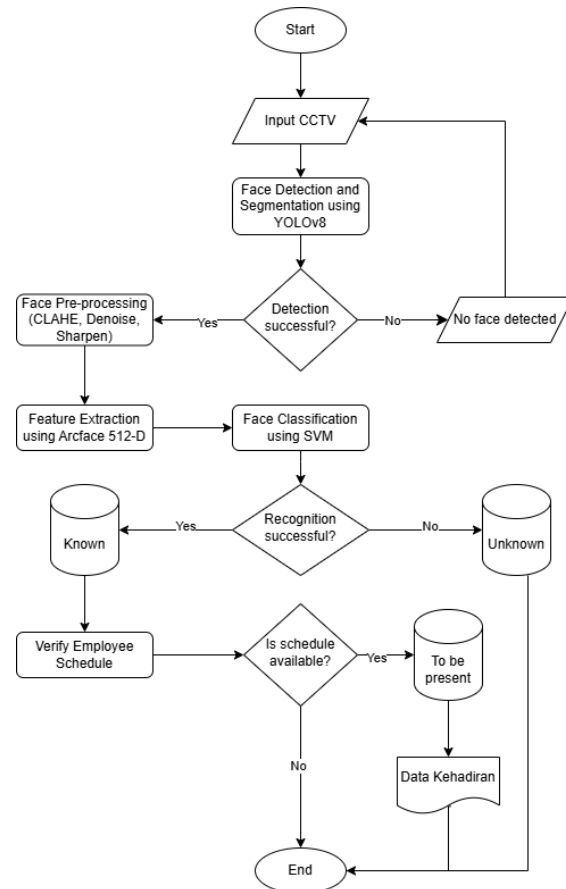 Start
Input CCTV
Face Detection and
Segmentation using
YOLOv8
Detection
successful?
Yes
No
No face detected
Face Pre-processing
(CLAHE, Denoise,
Sharpen)
Feature Extraction
using Arcface 512-D
Face Classification
using SVM
Recognition
successful?
Yes
No
Known
Unknown
Verify Employee
Schedule
Is schedule
available?
Yes
To be
present
No
Data Kehadiran
End